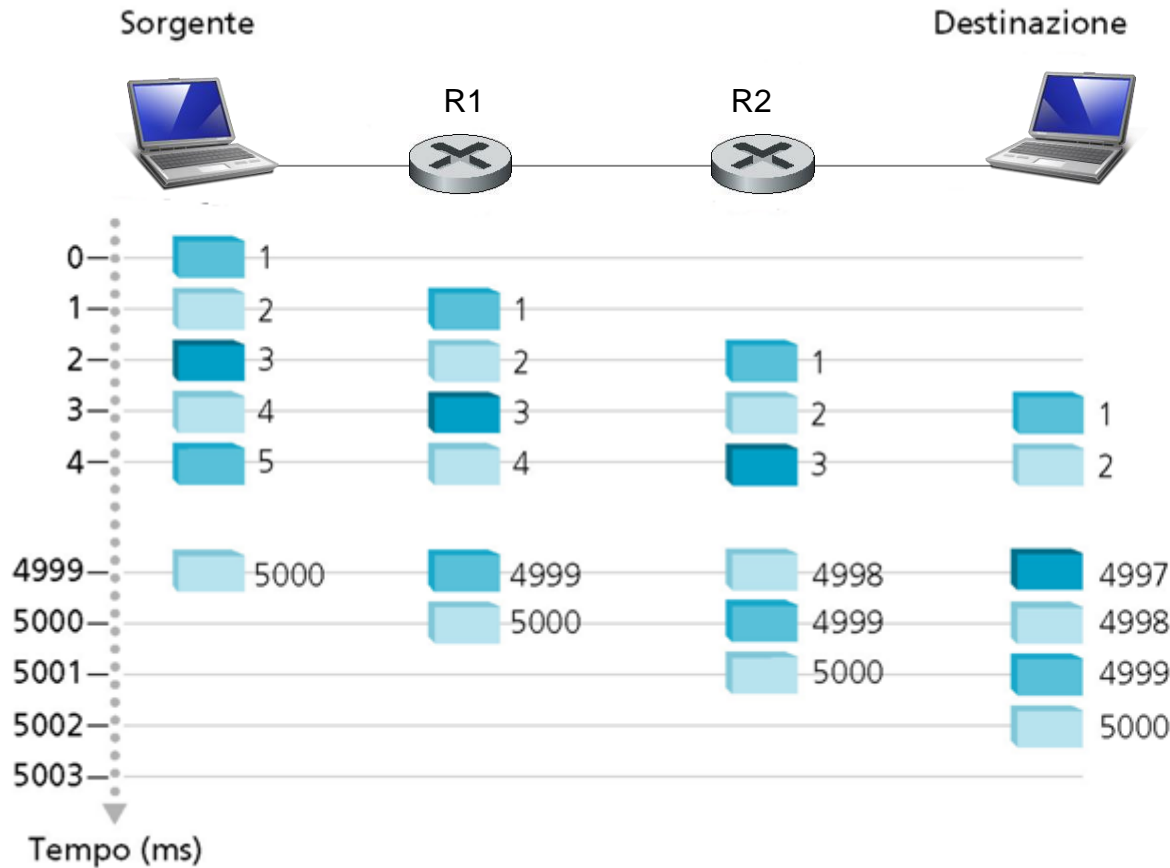 Sorgente Destinazione
R1 R2
0 1
1 2 1
2 3 2 1
3 4 3 2 1
4 5 4 3 2
4999 5000 4999 4998 4997
5000 5000 4999 4998
5001 5000 4999
5002 5000
5003
Tempo (ms)